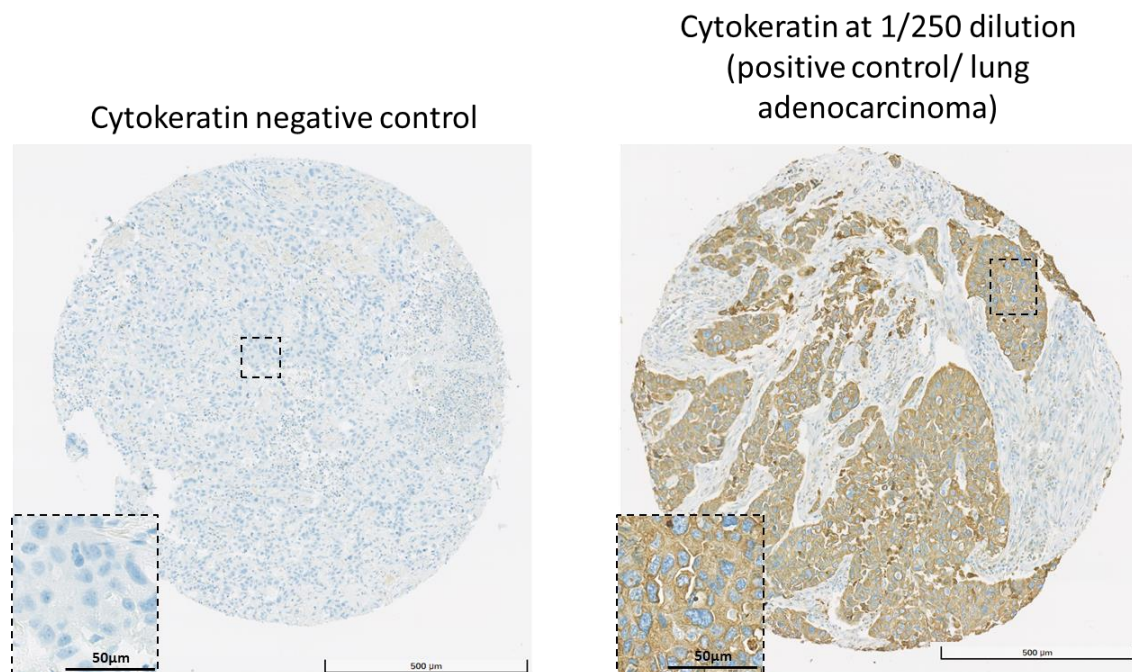 Cytokeratin negative control
Cytokeratin at 1/250 dilution
(positive control/ lung
adenocarcinoma)
50μm
500 μm
50μm
500 μm